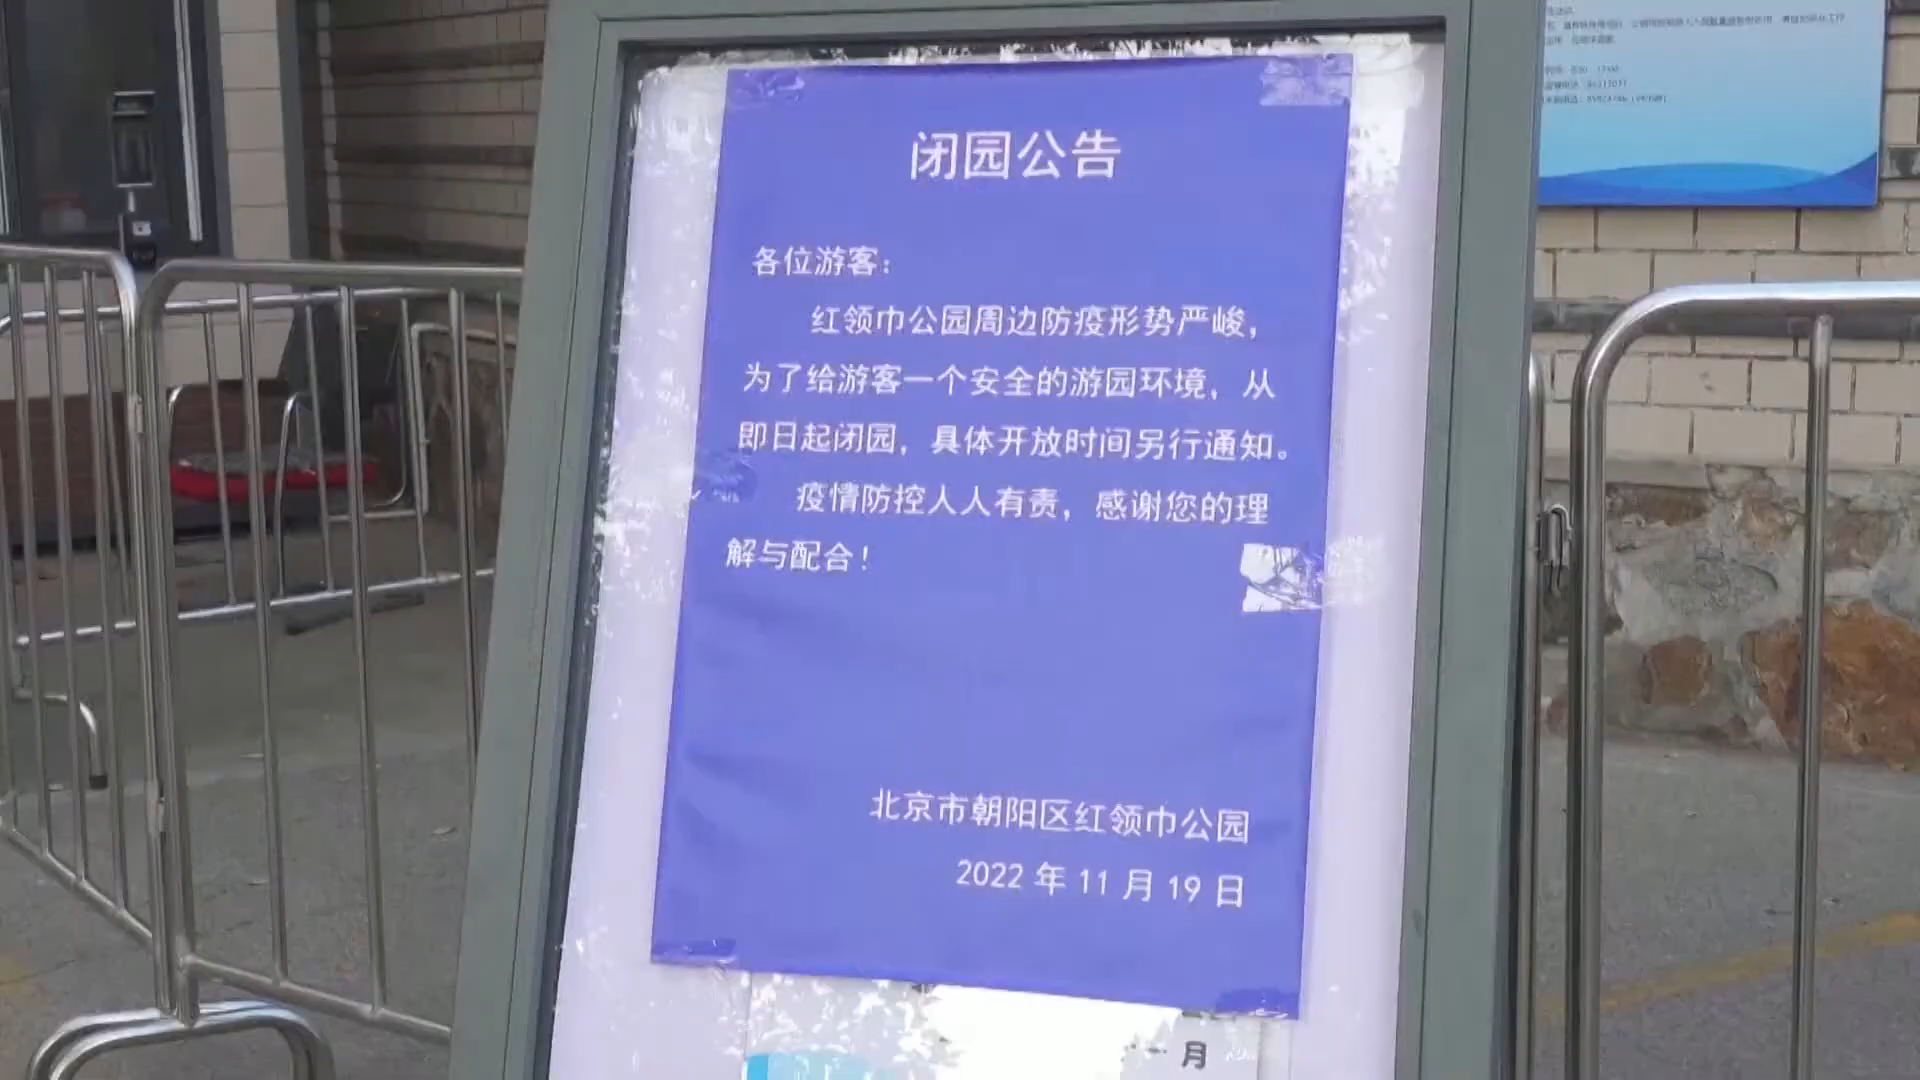 闭园公告
各位游客：
红领巾公园周边防疫形势严峻，
为了给游客一个安全的游园环境，从
即日起闭园，具体开放时间另行通知。
疫情防控人人有责，感谢您的理
解与配合！
北京市朝阳区红领巾公园
2022 年 11 月 19 日
月